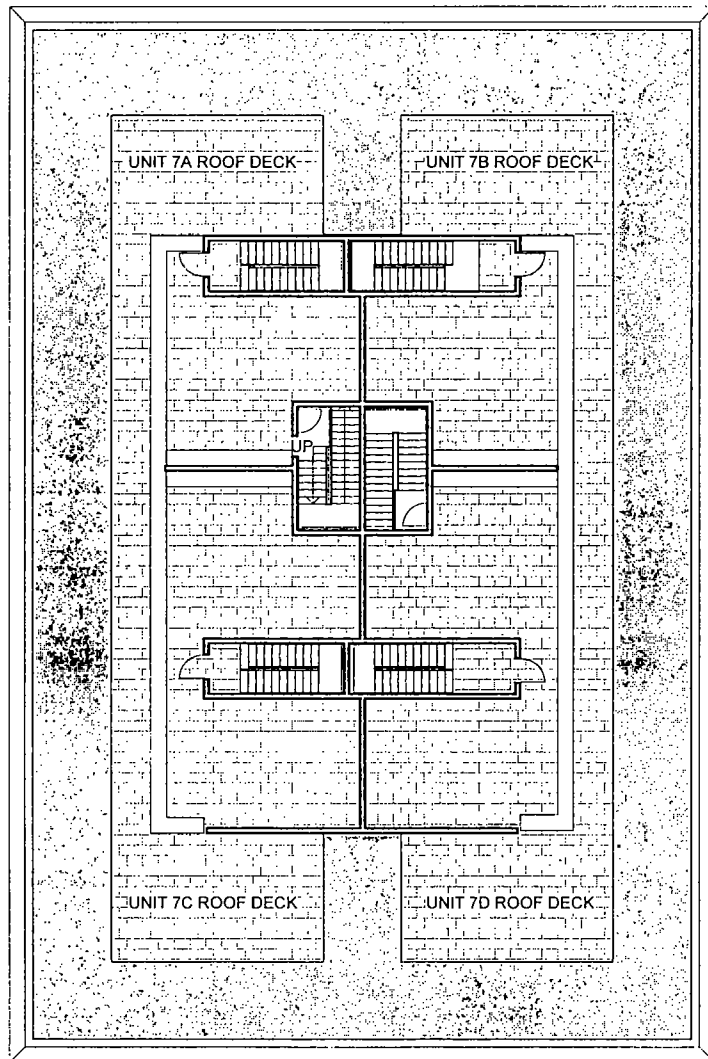 UNIT 7A ROOF DECK
UNIT 7B ROOF DECK
UP
UNIT 7C ROOF DECK
UNIT 7D ROOF DECK